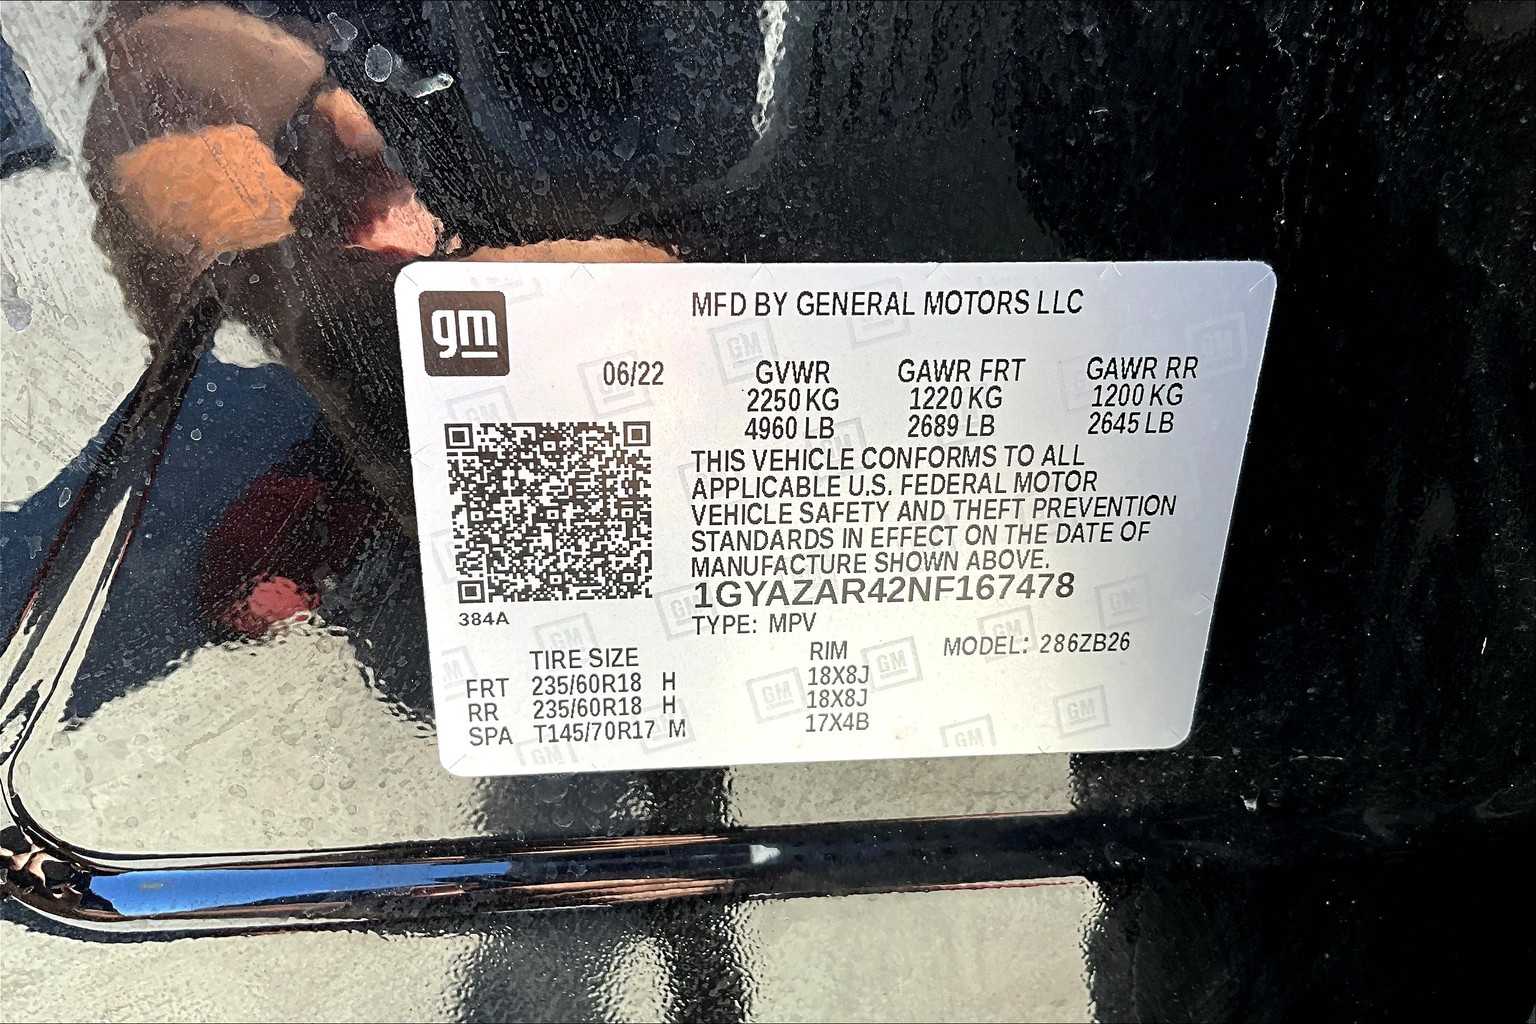 gm
MFD BY GENERAL MOTORS LLC
06/22
GVWR GAWR FRT GAWR RR
2250 KG 1220 KG 1200 KG
4960 LB 2689 LB 2645 LB
THIS VEHICLE CONFORMS TO ALL
APPLICABLE U.S. FEDERAL MOTOR
VEHICLE SAFETY AND THEFT PREVENTION
STANDARDS IN EFFECT ON THE DATE OF
MANUFACTURE SHOWN ABOVE.
1GYAZAR42NF167478
384A
TYPE: MPV
MODEL: 286ZB26
TIRE SIZE RIM
FRT 235/60R18 H 18X8J
RR 235/60R18 H 18X8J
SPA T145/70R17 M 17X4B